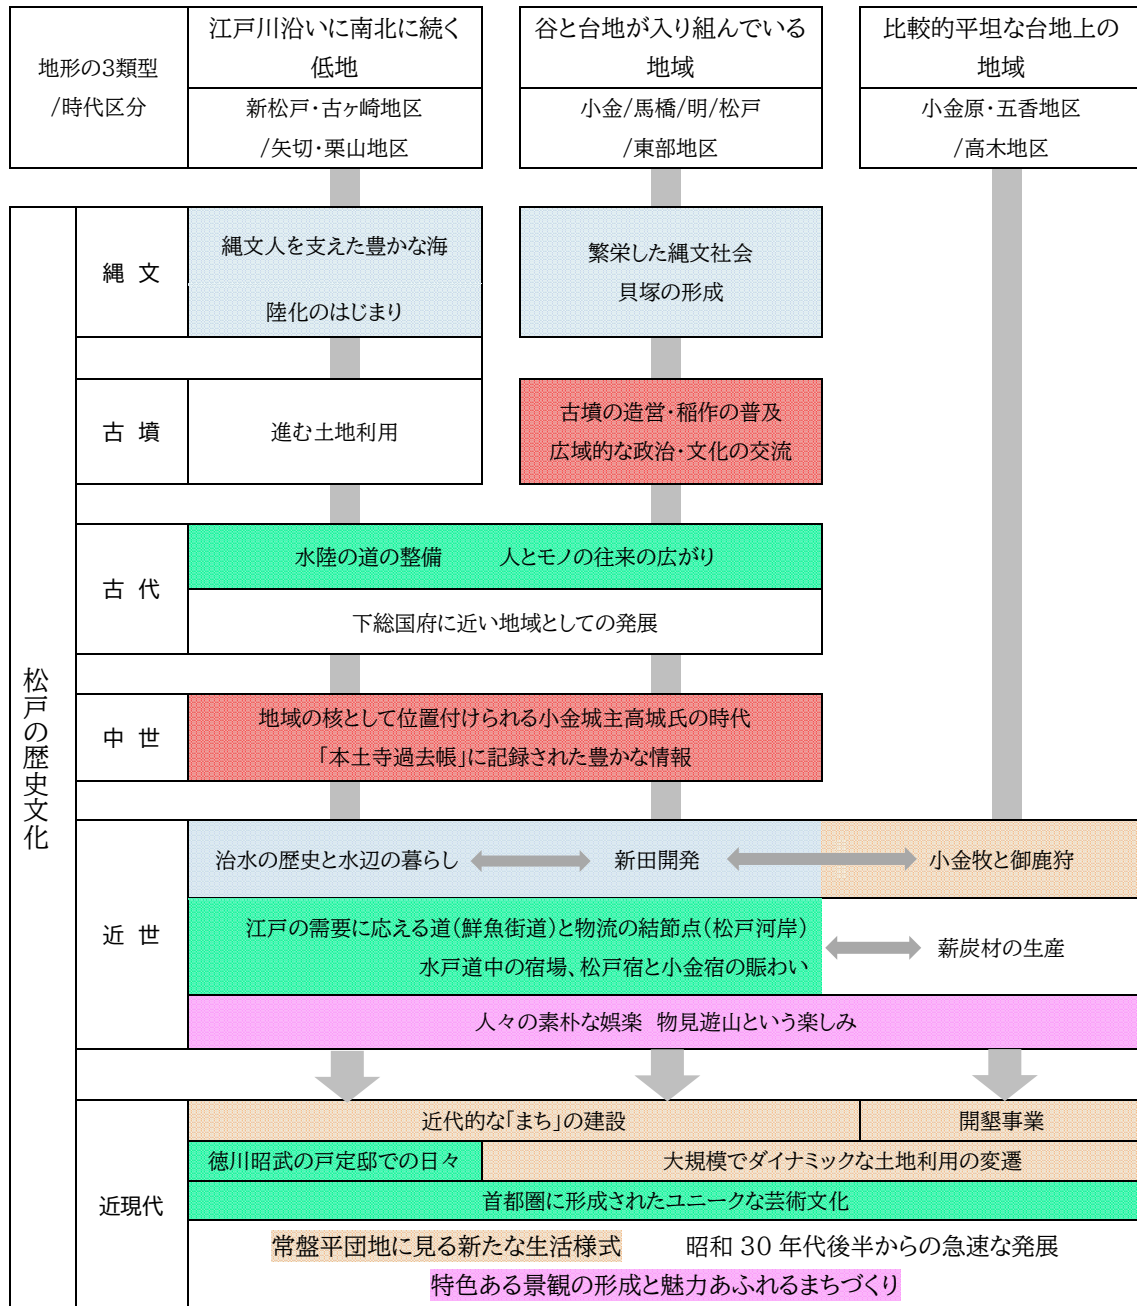 地形の3類型
/時代区分
江戸川沿いに南北に続く
低地
谷と台地が入り組んでいる
地域
比較的平坦な台地上の
地域
新松戸・古ヶ崎地区
/矢切・栗山地区
小金/馬橋/明/松戸
/東部地区
小金原・五香地区
/高木地区
松戸の歴史文化
縄 文
縄文人を支えた豊かな海
陸化のはじまり
繁栄した縄文社会
貝塚の形成
古 墳
進む土地利用
古墳の造営・稲作の普及
広域的な政治・文化の交流
古 代
水陸の道の整備 人とモノの往来の広がり
下総国府に近い地域としての発展
中 世
地域の核として位置付けられる小金城主高城氏の時代
「本土寺過去帳」に記録された豊かな情報
近 世
治水の歴史と水辺の暮らし 新田開発 小金牧と御鹿狩
江戸の需要に応える道(鮮魚街道)と物流の結節点(松戸河岸)
水戸道中の宿場、松戸宿と小金宿の賑わい
薪炭材の生産
人々の素朴な娯楽 物見遊山という楽しみ
近現代
近代的な「まち」の建設 開墾事業
徳川昭武の戸定邸での日々 大規模でダイナミックな土地利用の変遷
首都圏に形成されたユニークな芸術文化
常盤平団地に見る新たな生活様式 昭和 30 年代後半からの急速な発展
特色ある景観の形成と魅力あふれるまちづくり